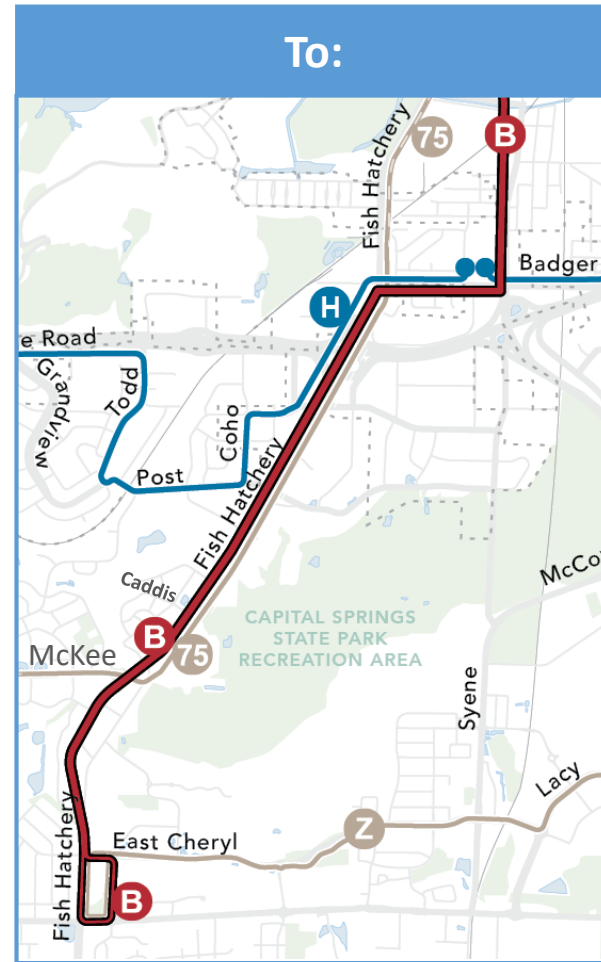 To:
75
B
Fish Hatchery
Badger
H
e Road
Grandview
Todd
Coho
Post
Fish Hatchery
Caddis
McCo
B
CAPITAL SPRINGS
STATE PARK
RECREATION AREA
McKee
75
Syene
Lacy
Fish Hatchery
East Cheryl
Z
B